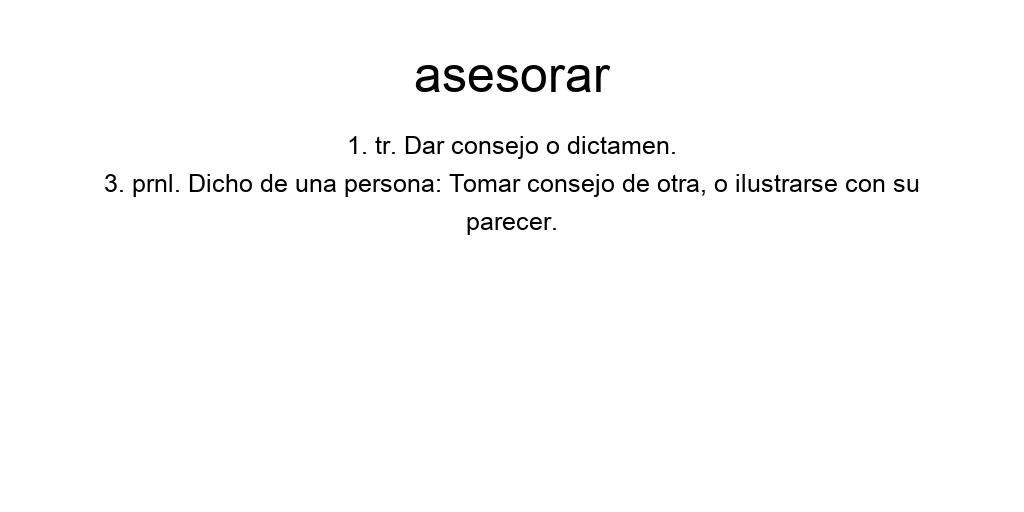 asesorar
1. tr. Dar consejo o dictamen.
3. prnl. Dicho de una persona: Tomar consejo de otra, o ilustrarse con su
parecer.